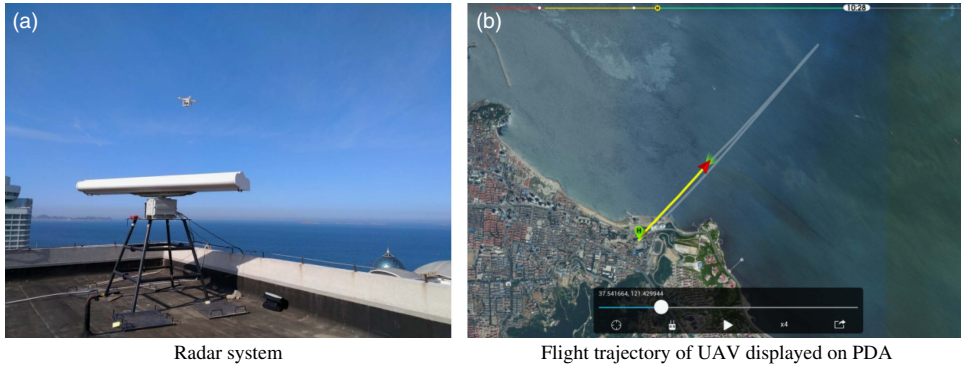 (a)
(b)
H
10:28
H
37.541664, 121.429944
x4
Radar system
Flight trajectory of UAV displayed on PDA